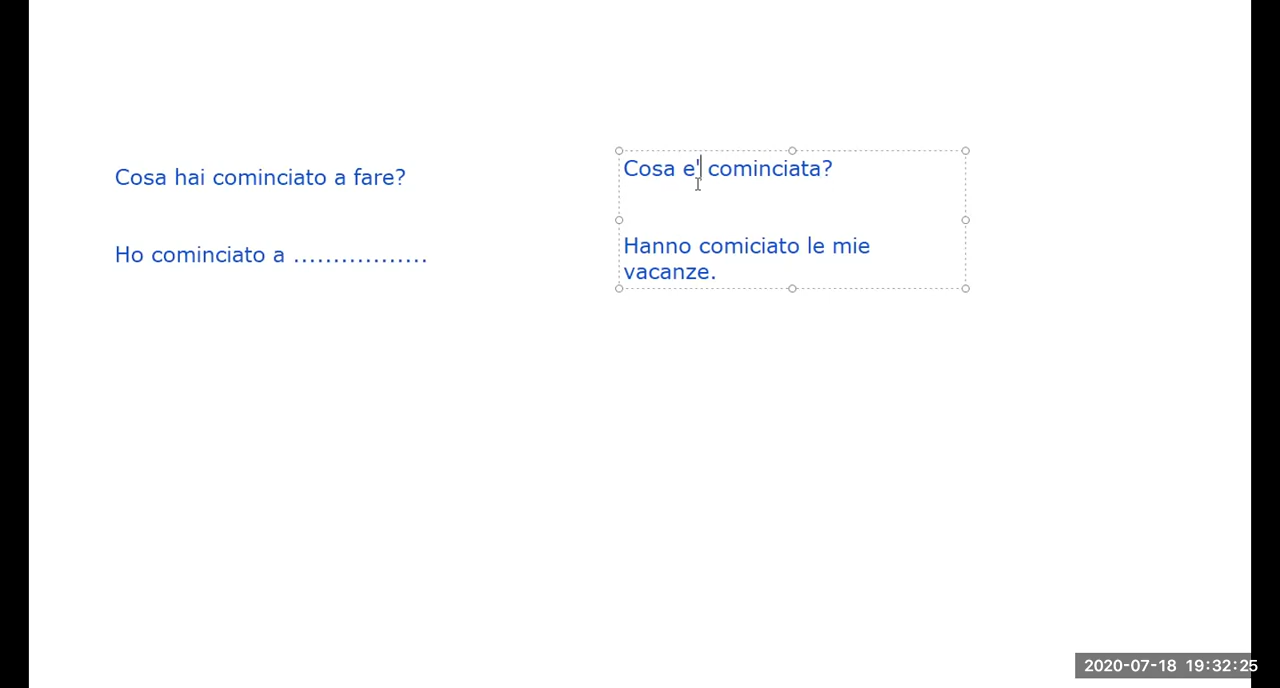 Cosa hai cominciato a fare?
Ho cominciato a .................
Cosa e' cominciata?
Hanno comiciato le mie
vacanze.
2020-07-18 19:32:25